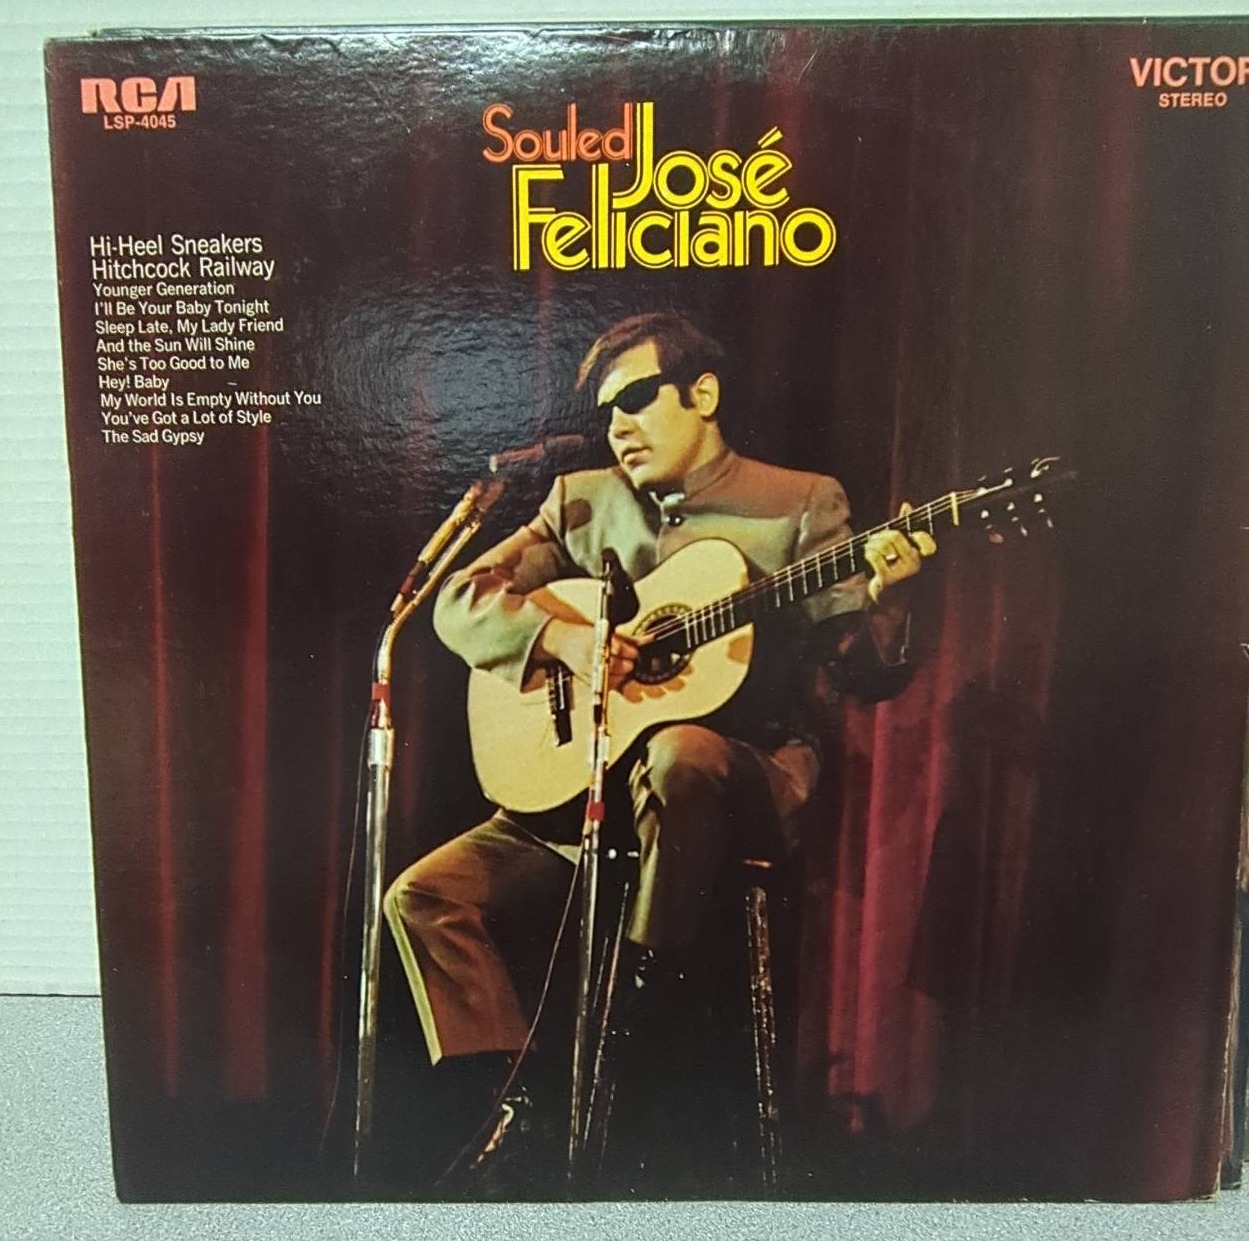 RCA
LSP-4045
VICTOR
STEREO
Souled
José
Feliciano
Hi-Heel Sneakers
Hitchcock Railway
Younger Generation
I'll Be Your Baby Tonight
Sleep Late, My Lady Friend
And the Sun Will Shine
She's Too Good to Me
Hey! Baby
My World Is Empty Without You
You've Got a Lot of Style
The Sad Gypsy